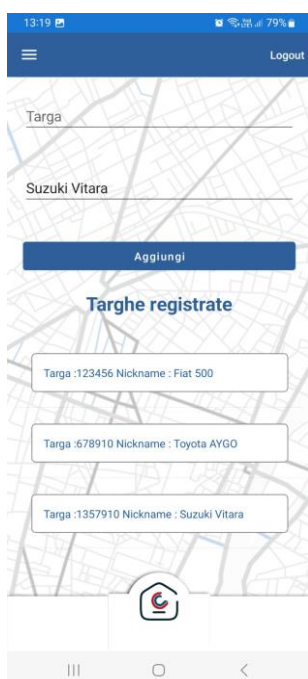 13:19 79%
Logout
Targa
Suzuki Vitara
Aggiungi
Targhe registrate
Targa :123456 Nickname : Fiat 500
Targa :678910 Nickname : Toyota AYGO
Targa :1357910 Nickname : Suzuki Vitara